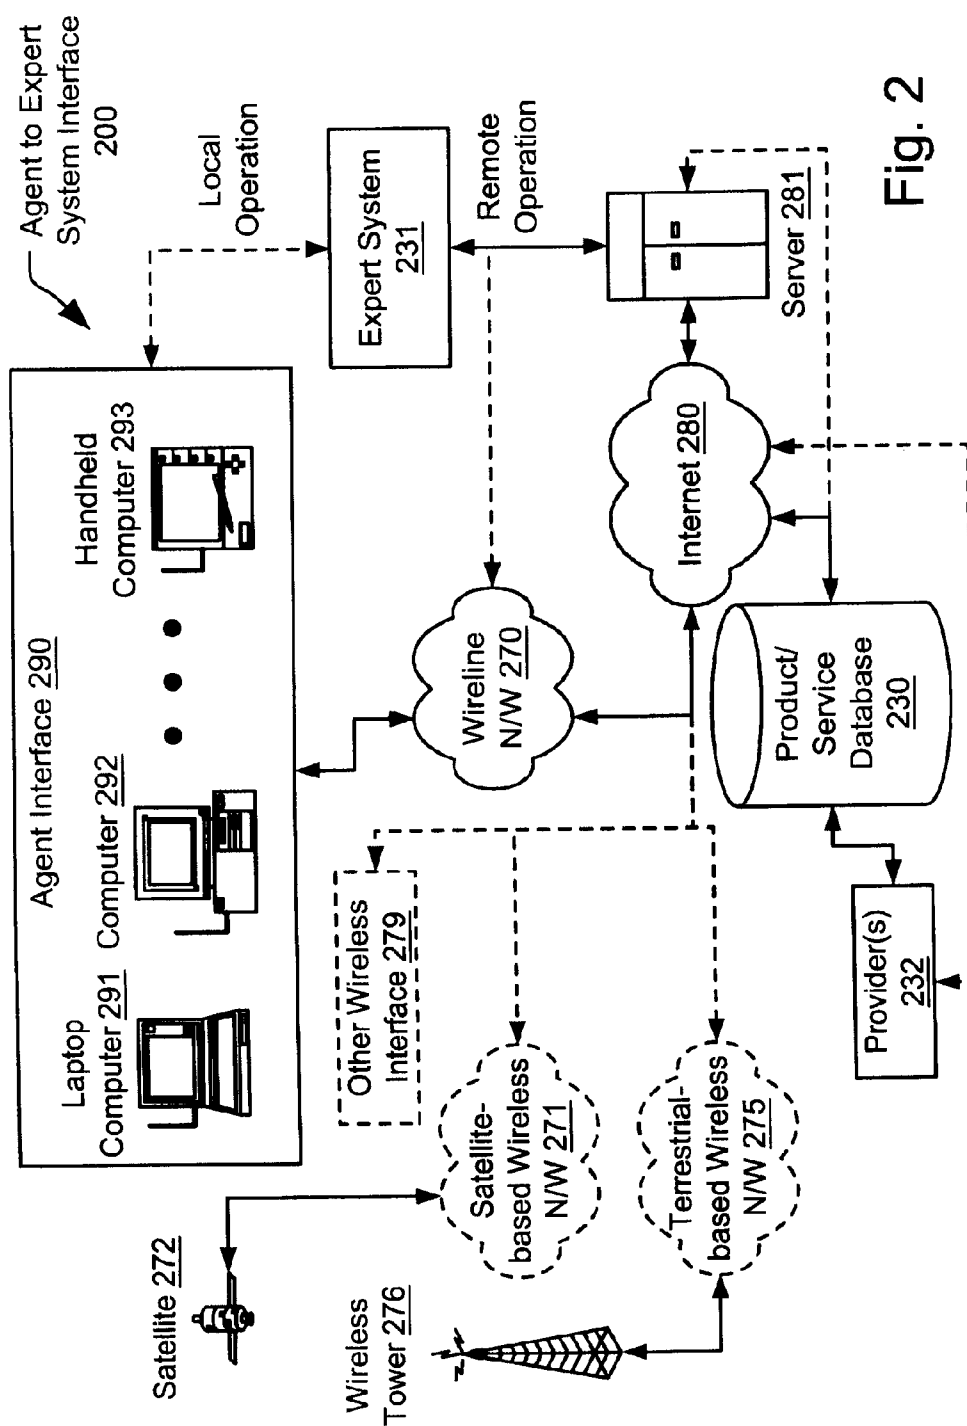 Agent to Expert
System Interface
200
Agent Interface 290
Laptop
Computer 291
Computer 292
Handheld
Computer 293
Local
Operation
Satellite 272
Other Wireless
Interface 279
Expert System
231
Wireless
Tower 276
Satellite-
based Wireless
N/W 271
Wireline
N/W 270
Remote
Operation
Terrestrial-
based Wireless
N/W 275
Internet 280
Server 281
Product/
Service
Database
230
Provider(s)
232
Fig. 2